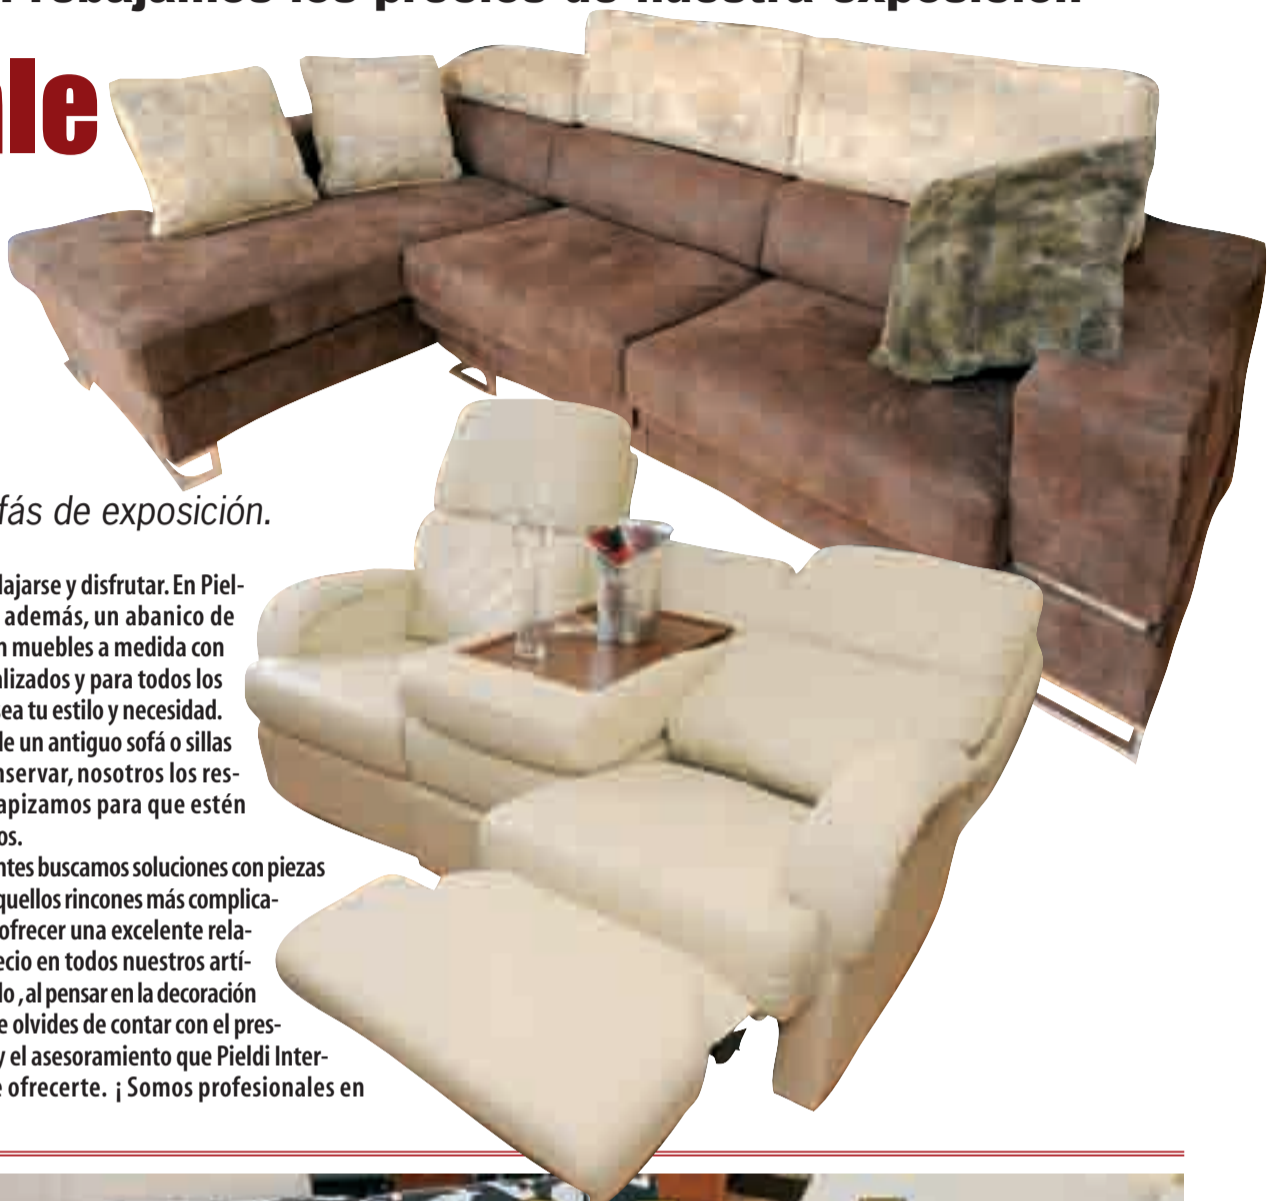 rebajamos los precios de nuestra exposición
le
fás de exposición.
lajarse y disfrutar. En Piel-
además, un abanico de
n muebles a medida con
lizados y para todos los
sea tu estilo y necesidad.
de un antiguo sofá o sillas
nservar, nosotros los res-
apizamos para que estén
os.
ntes buscamos soluciones con piezas
quellos rincones más complica-
ofrecer una excelente rela-
ecio en todos nuestros artí-
do ,al pensar en la decoración
e olvides de contar con el pres-
y el asesoramiento que Pieldi Inter-
e ofrecerte. ¡ Somos profesionales en